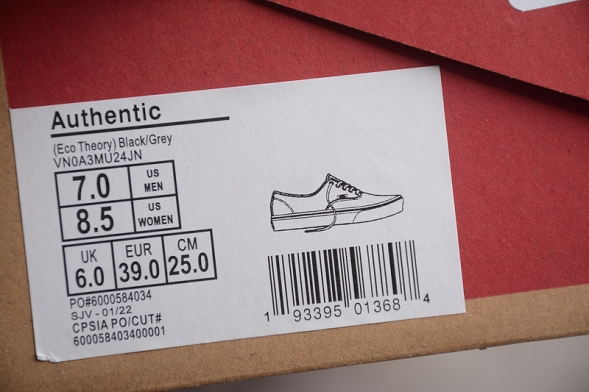 Authentic
(Eco Theory) Black/Grey
VN0A3MU24JN
7.0 US MEN
8.5 US WOMEN
UK EUR CM
6.0 39.0 25.0
PO#6000584034
SJV - 01/22
CPSIA PO/CUT#
600058403400001
1 93395 01368 4